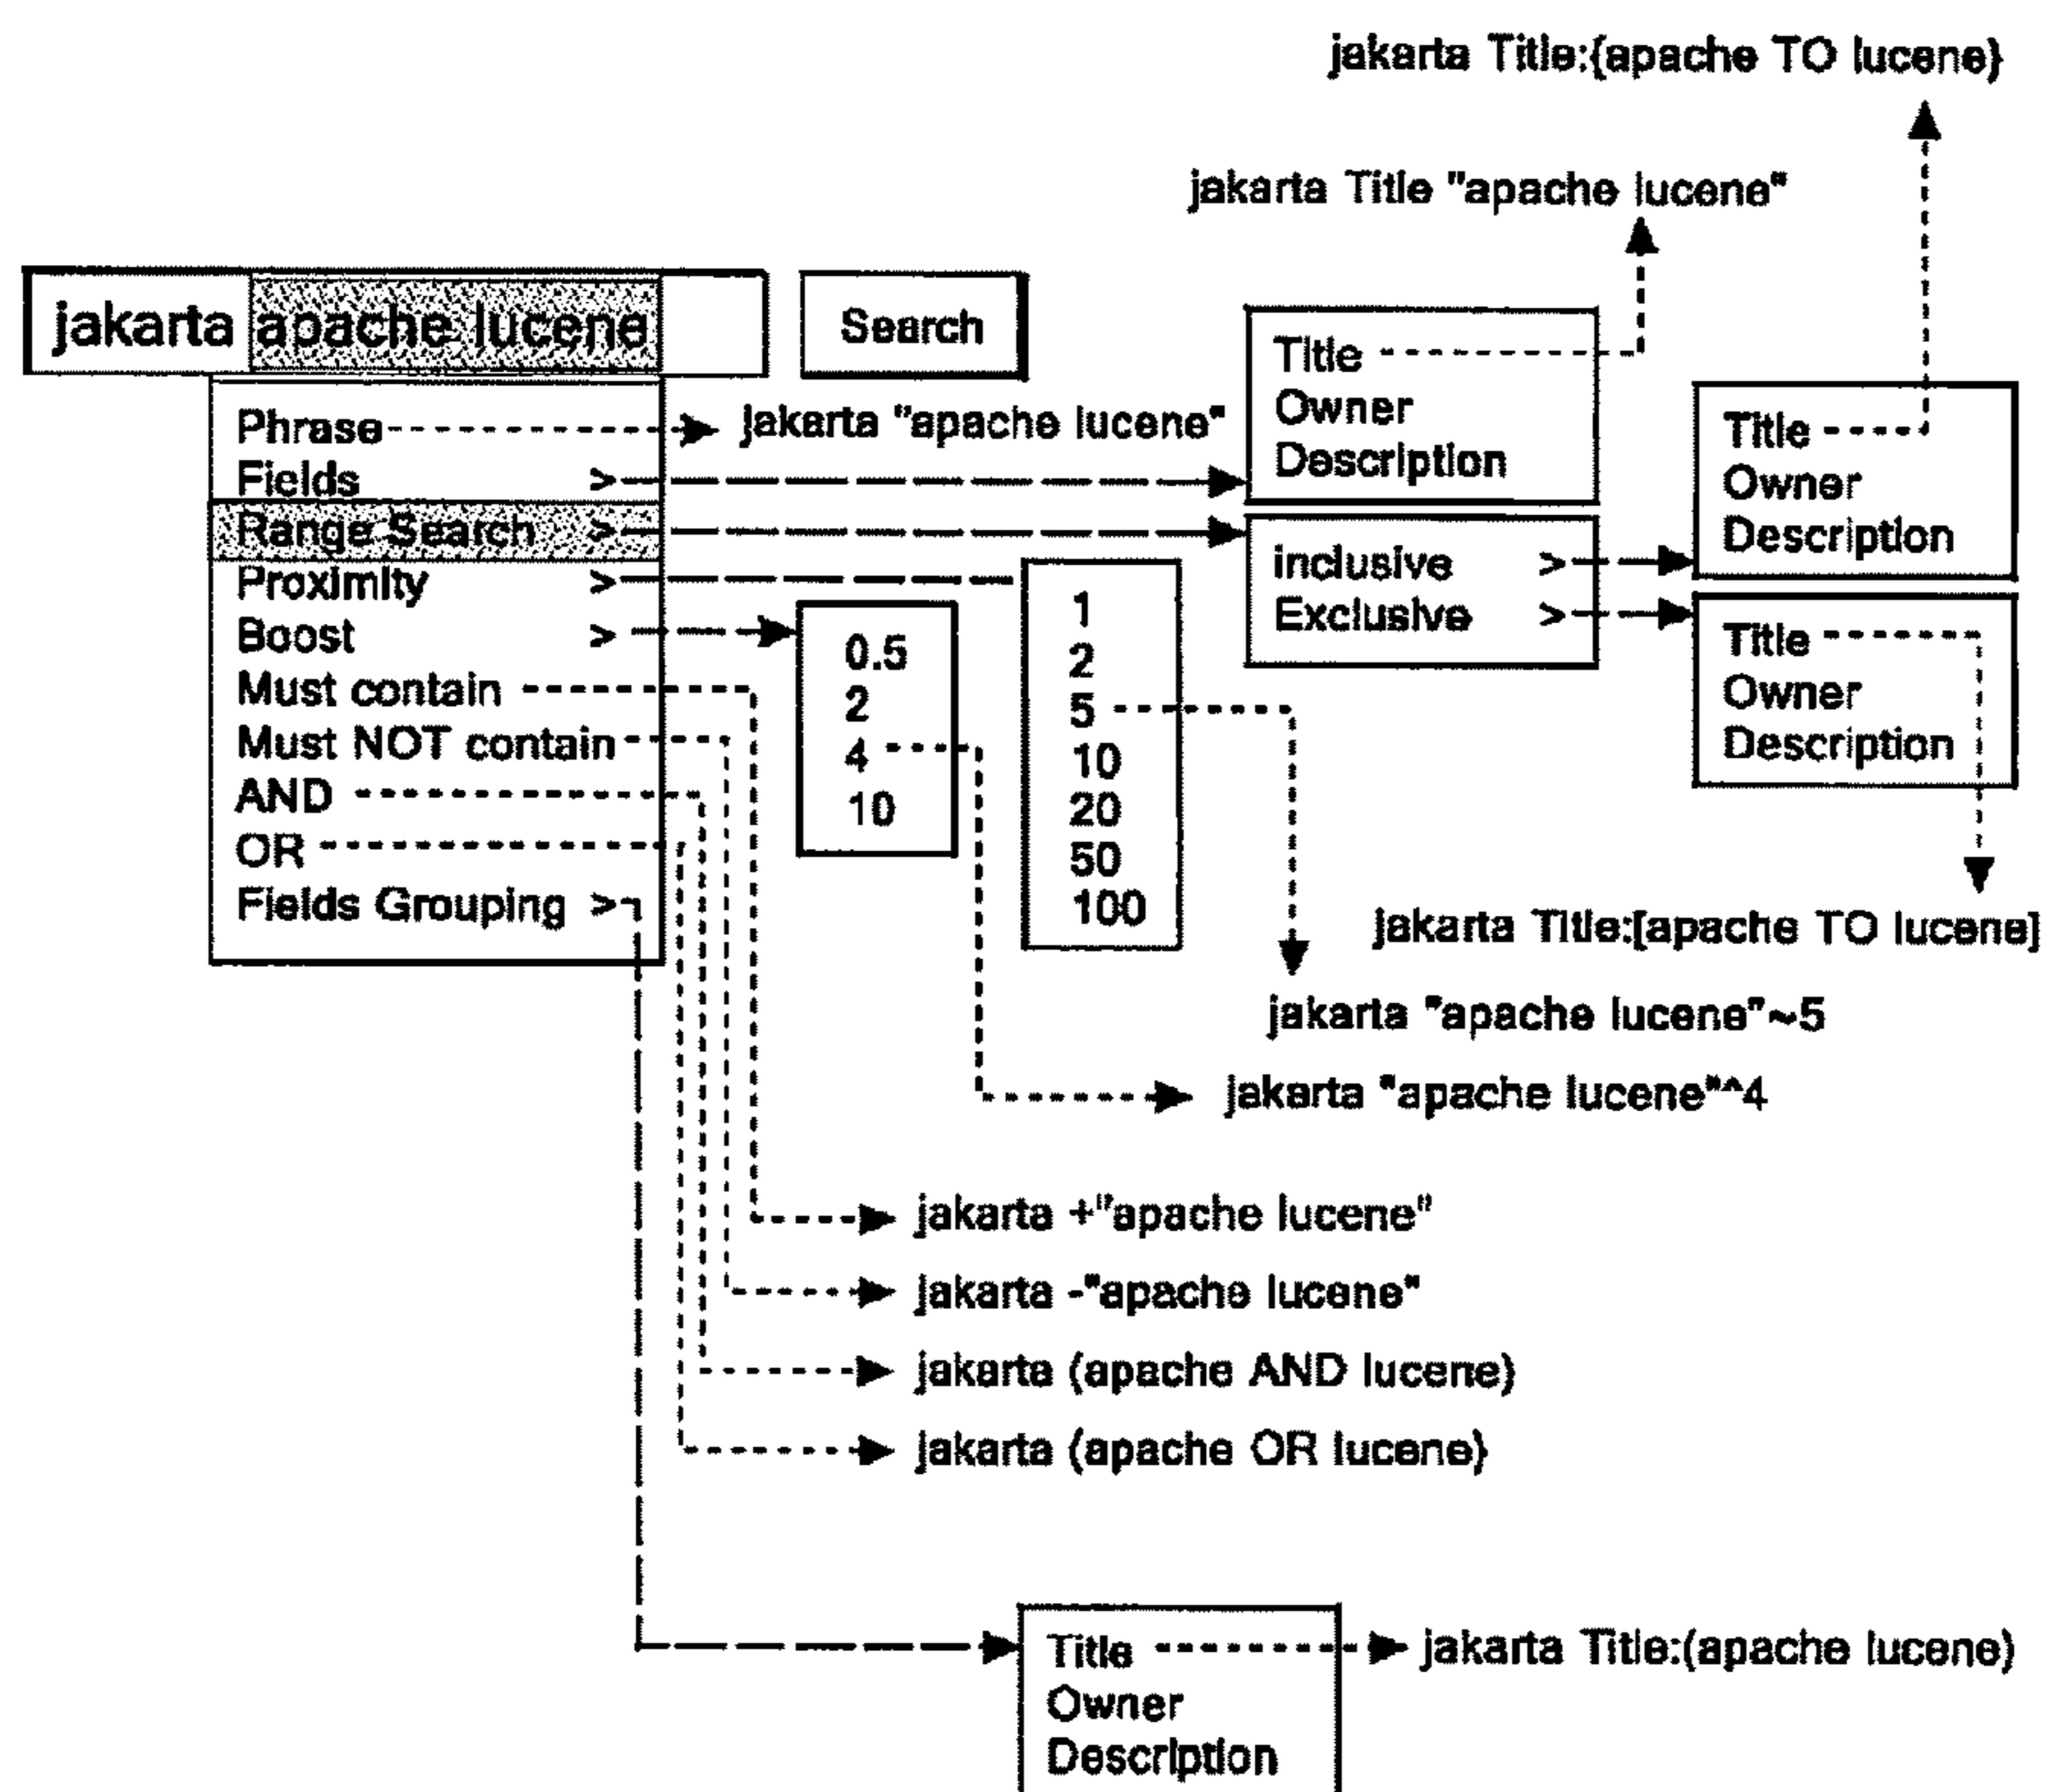 jakarta Title:{apache TO lucene}
jakarta Title "apache lucene"
jakarta apache lucene
Search
Phrase
jakarta "apache lucene"
Fields >
Range Search >
Proximity >
Boost >
Must contain
Must NOT contain
AND
OR
Fields Grouping >
Title
Owner
Description
inclusive >
Exclusive >
Title
Owner
Description
Title
Owner
Description
0.5
2
4
10
1
2
5
10
20
50
100
jakarta Title:[apache TO lucene]
jakarta "apache lucene"~5
jakarta "apache lucene"^4
jakarta +"apache lucene"
jakarta -"apache lucene"
jakarta (apache AND lucene)
jakarta (apache OR lucene)
Title
Owner
Description
jakarta Title:(apache lucene)